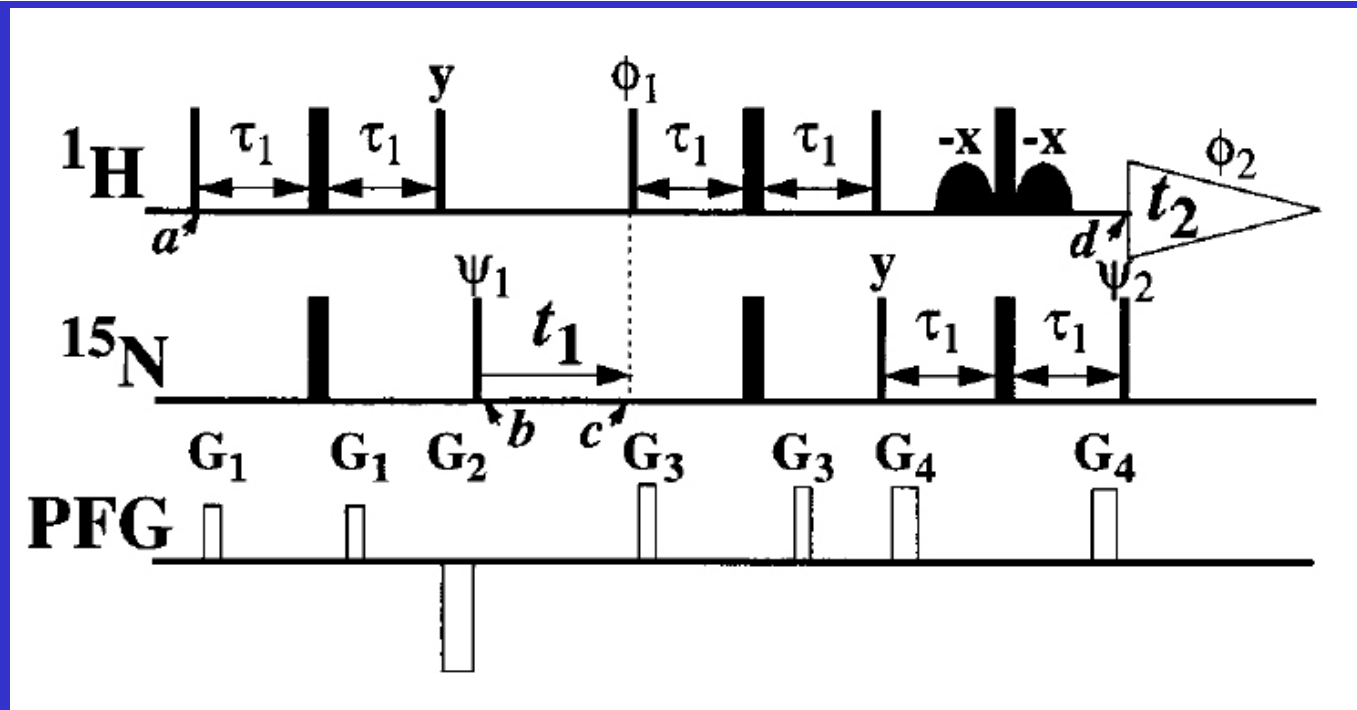 y ϕ₁
¹H τ₁ τ₁ τ₁ τ₁ -x -x ϕ₂
a d t₂
ψ₁ y ψ₂
¹⁵N t₁ τ₁ τ₁
b c
G₁ G₁ G₂ G₃ G₃ G₄ G₄
PFG